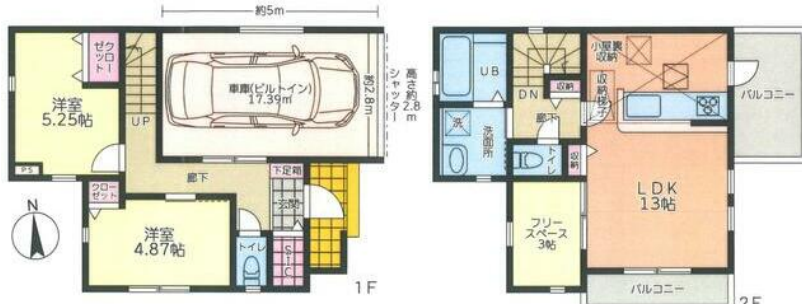 約5m
クロー
ゼット
洋室
5.25帖
PS
UP
車庫(ビルトイン)
17.39㎡
約2.8m
シャッター
高さ約2.8m
廊下
下足箱
玄関
クロー
ゼット
洋室
4.87帖
トイレ
SIC
N
1F
UB
DN
収納
小屋裏
収納
収納梯子
バルコニー
洗
洗面所
廊下
トイレ
収納
LDK
13帖
フリー
スペース
3帖
バルコニー
2F